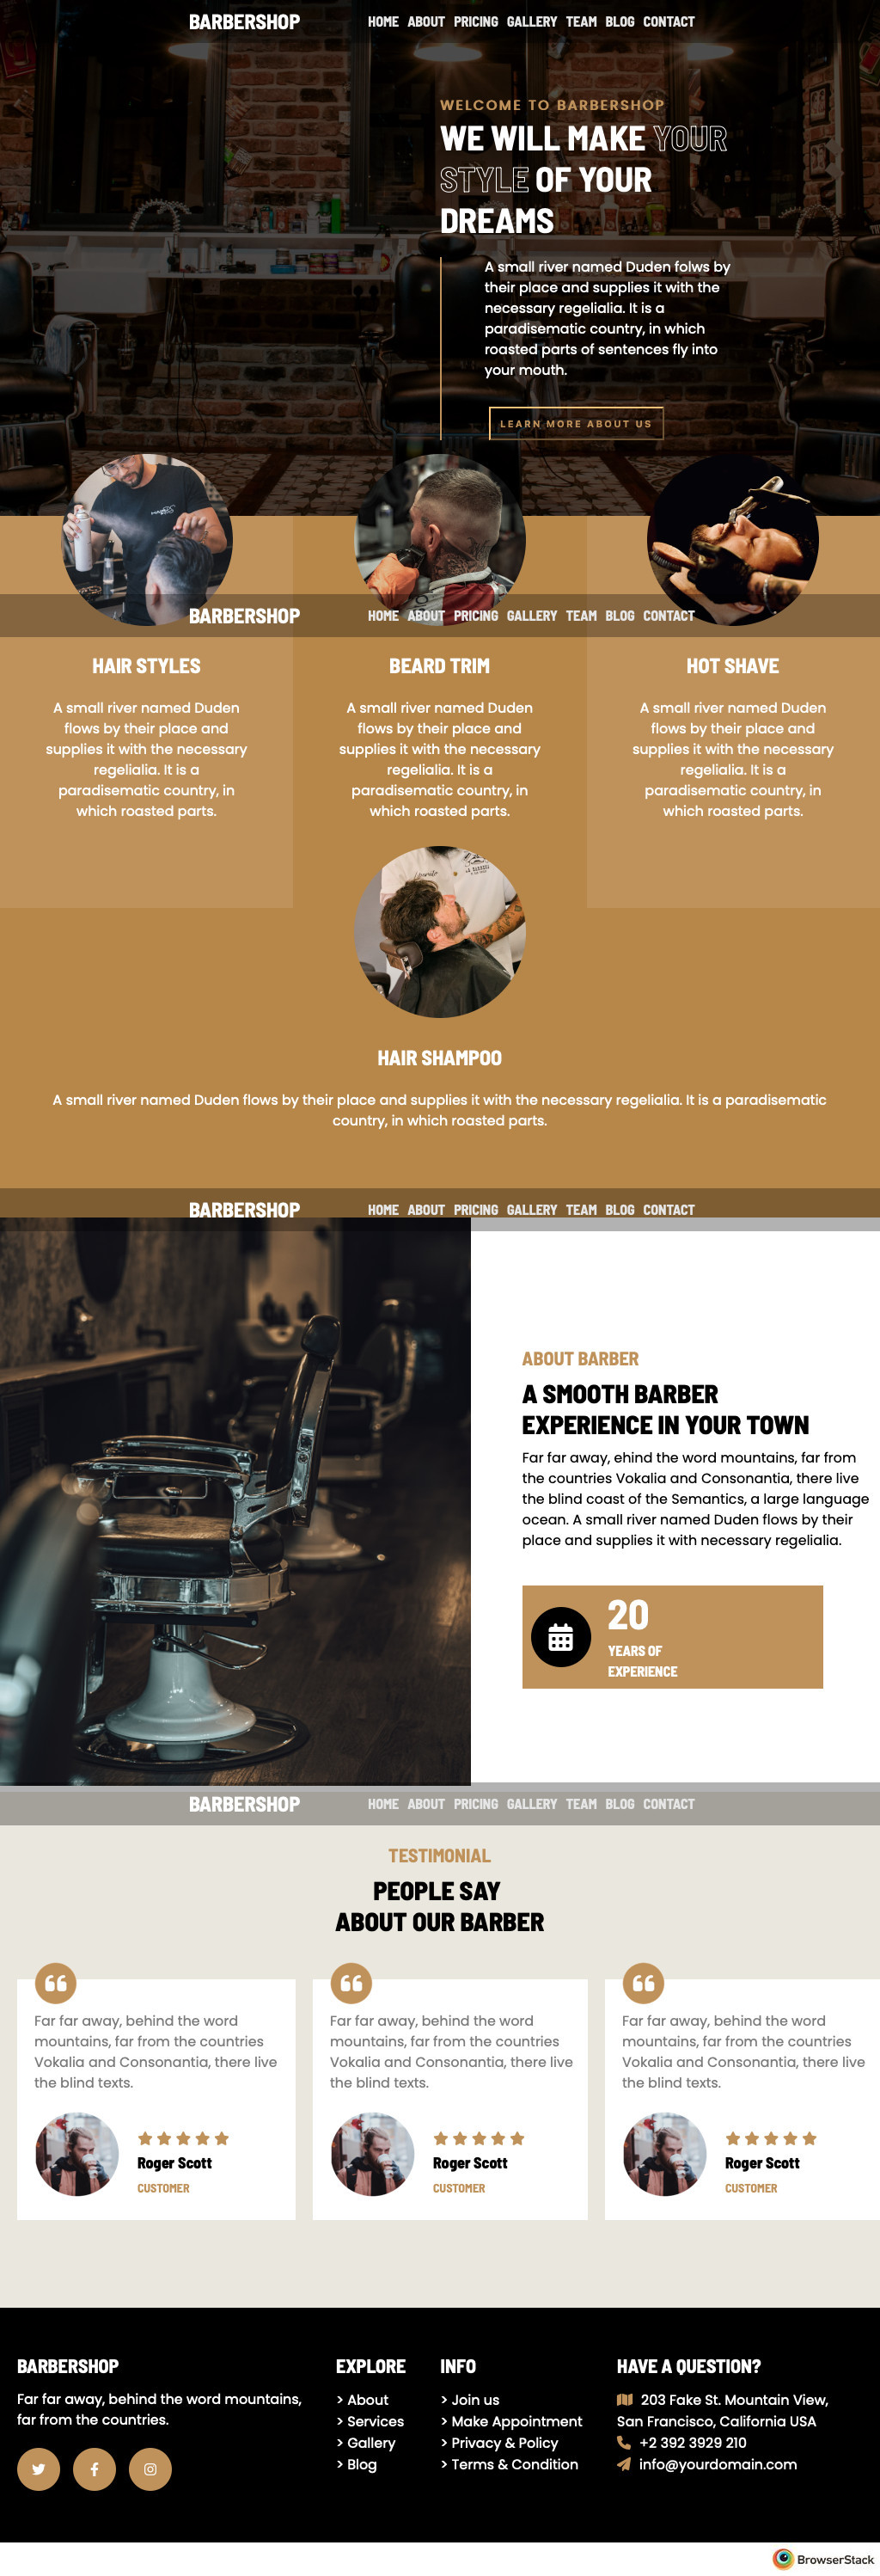 BARBERSHOP
HOME ABOUT PRICING GALLERY TEAM BLOG CONTACT
WELCOME TO BARBERSHOP
WE WILL MAKE YOUR
STYLE OF YOUR
DREAMS
A small river named Duden folws by
their place and supplies it with the
necessary regelialia. It is a
paradisematic country, in which
roasted parts of sentences fly into
your mouth.
LEARN MORE ABOUT US
BARBERSHOP
HOME ABOUT PRICING GALLERY TEAM BLOG CONTACT
HAIR STYLES
A small river named Duden
flows by their place and
supplies it with the necessary
regelialia. It is a
paradisematic country, in
which roasted parts.
BEARD TRIM
A small river named Duden
flows by their place and
supplies it with the necessary
regelialia. It is a
paradisematic country, in
which roasted parts.
HOT SHAVE
A small river named Duden
flows by their place and
supplies it with the necessary
regelialia. It is a
paradisematic country, in
which roasted parts.
HAIR SHAMPOO
A small river named Duden flows by their place and supplies it with the necessary regelialia. It is a paradisematic
country, in which roasted parts.
BARBERSHOP
HOME ABOUT PRICING GALLERY TEAM BLOG CONTACT
ABOUT BARBER
A SMOOTH BARBER
EXPERIENCE IN YOUR TOWN
Far far away, ehind the word mountains, far from
the countries Vokalia and Consonantia, there live
the blind coast of the Semantics, a large language
ocean. A small river named Duden flows by their
place and supplies it with necessary regelialia.
20
YEARS OF
EXPERIENCE
BARBERSHOP
HOME ABOUT PRICING GALLERY TEAM BLOG CONTACT
TESTIMONIAL
PEOPLE SAY
ABOUT OUR BARBER
Far far away, behind the word
mountains, far from the countries
Vokalia and Consonantia, there live
the blind texts.
Roger Scott
CUSTOMER
Far far away, behind the word
mountains, far from the countries
Vokalia and Consonantia, there live
the blind texts.
Roger Scott
CUSTOMER
Far far away, behind the word
mountains, far from the countries
Vokalia and Consonantia, there live
the blind texts.
Roger Scott
CUSTOMER
BARBERSHOP
Far far away, behind the word mountains,
far from the countries.
EXPLORE
> About
> Services
> Gallery
> Blog
INFO
> Join us
> Make Appointment
> Privacy & Policy
> Terms & Condition
HAVE A QUESTION?
203 Fake St. Mountain View,
San Francisco, California USA
+2 392 3929 210
info@yourdomain.com
BrowserStack